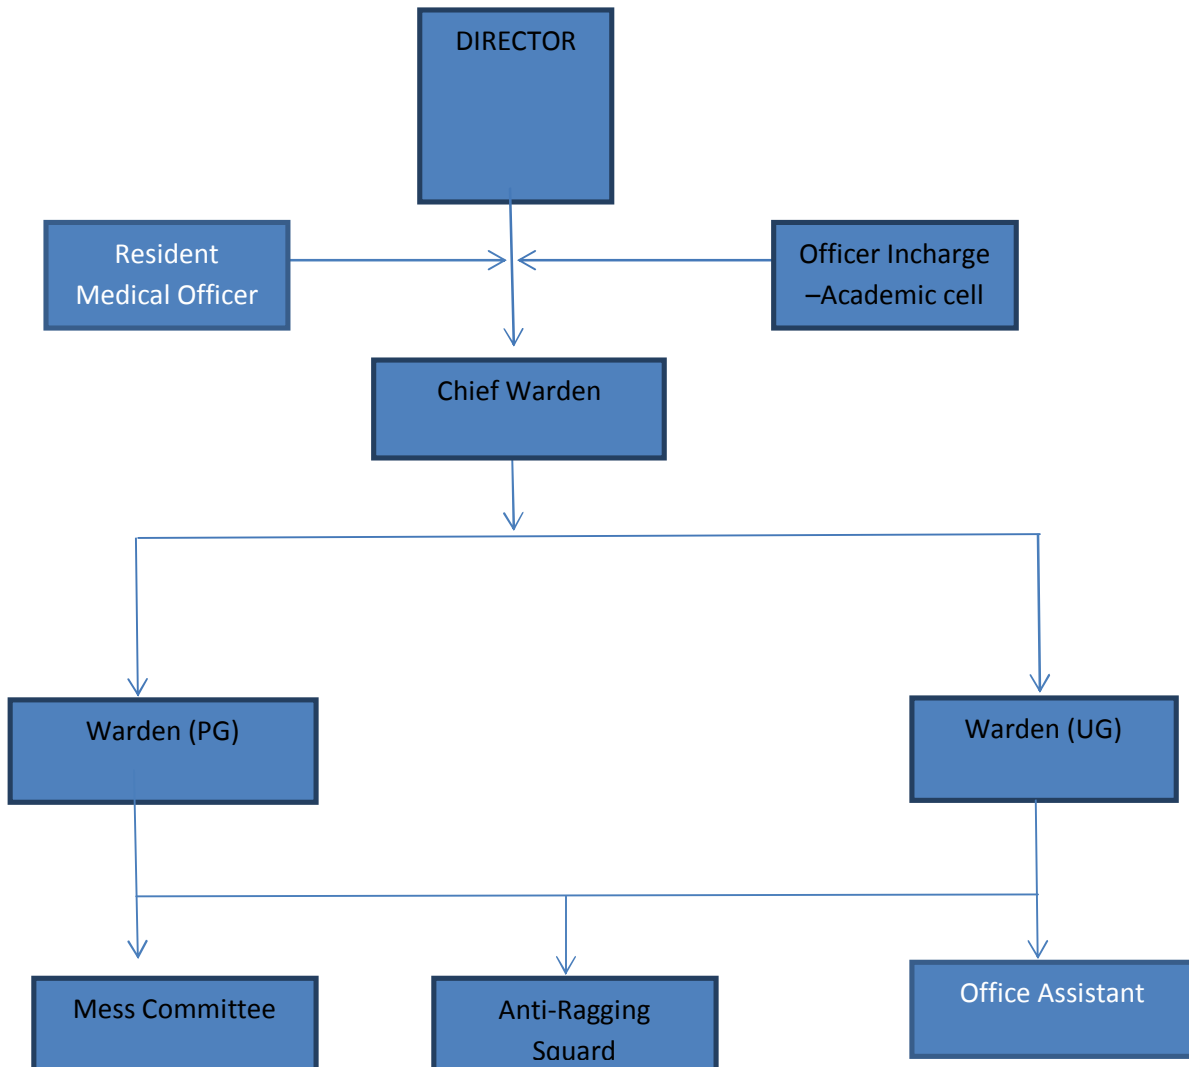 DIRECTOR
Resident
Medical Officer
Officer Incharge
–Academic cell
Chief Warden
Warden (PG)
Warden (UG)
Mess Committee
Anti-Ragging
Squard
Office Assistant